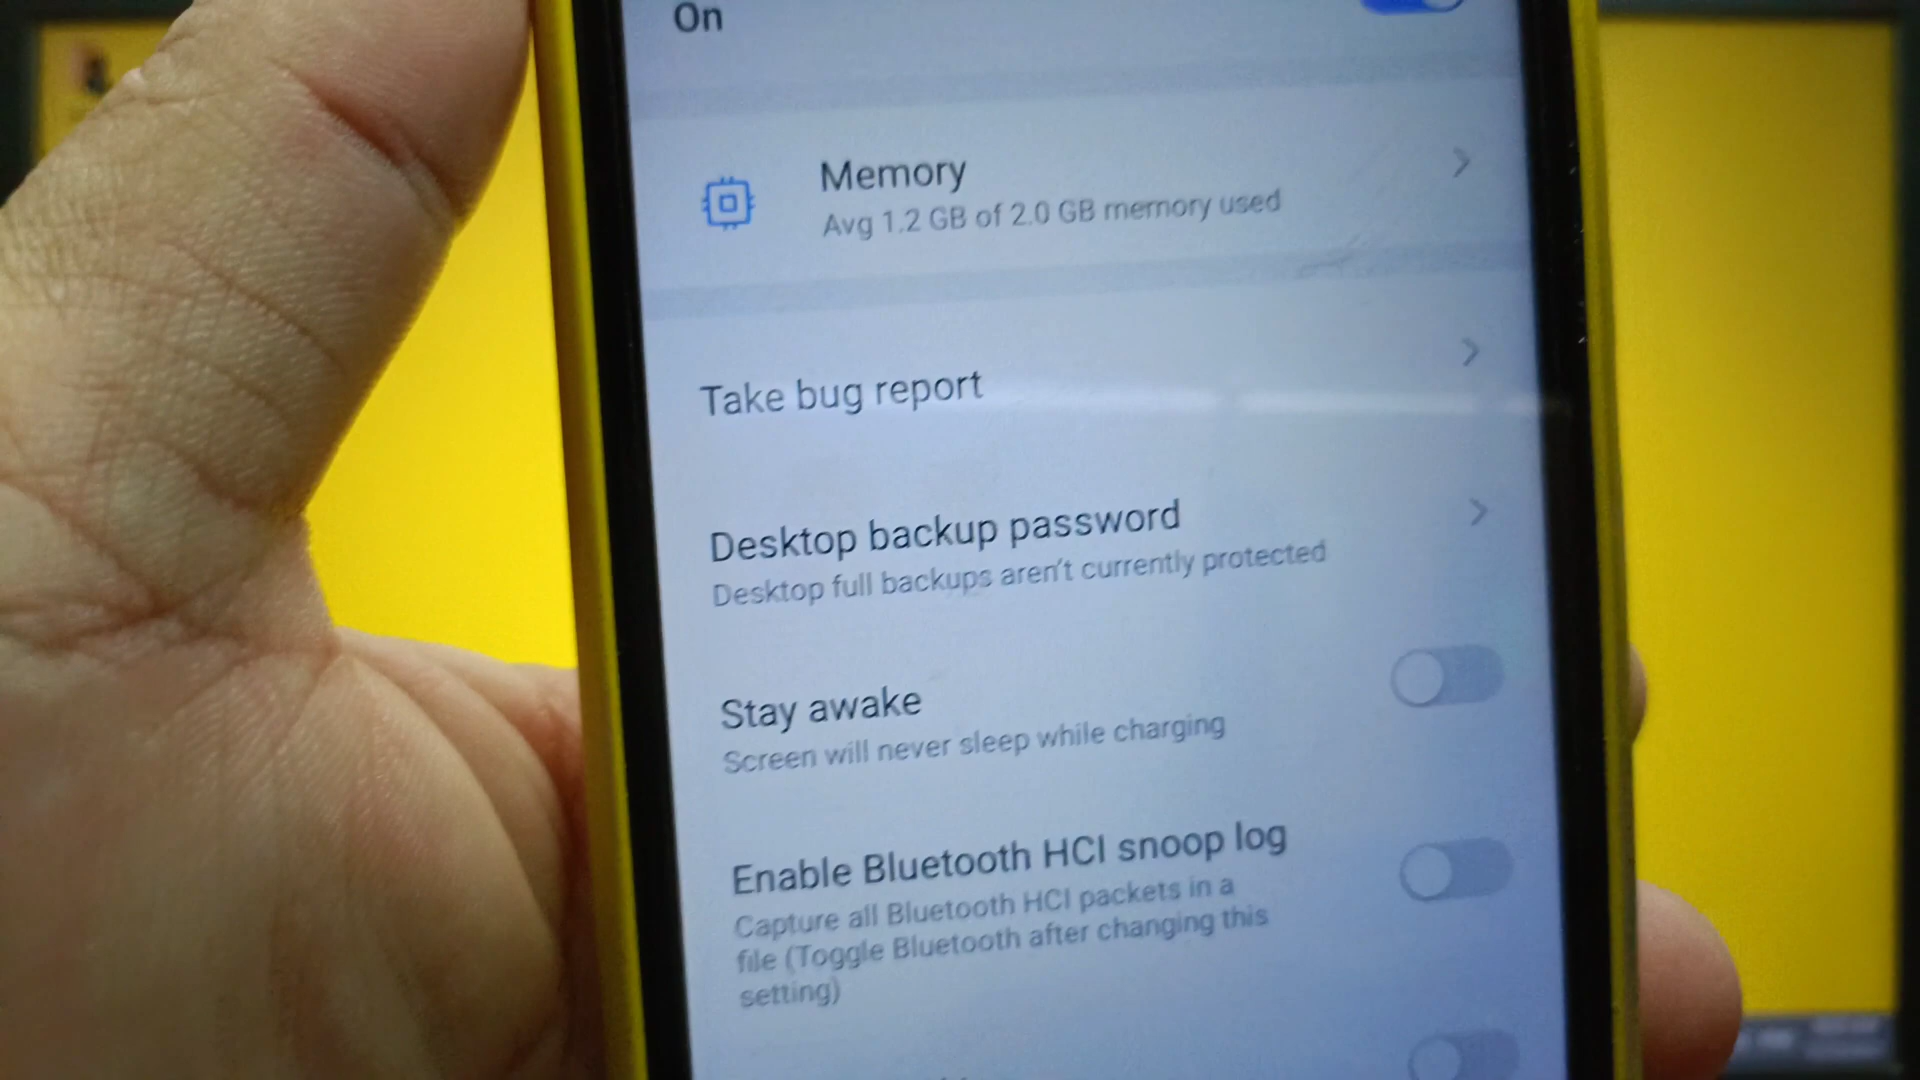 On
Memory
Avg 1.2 GB of 2.0 GB memory used
Take bug report
Desktop backup password
Desktop full backups aren't currently protected
Stay awake
Screen will never sleep while charging
Enable Bluetooth HCI snoop log
Capture all Bluetooth HCI packets in a
file (Toggle Bluetooth after changing this
setting)